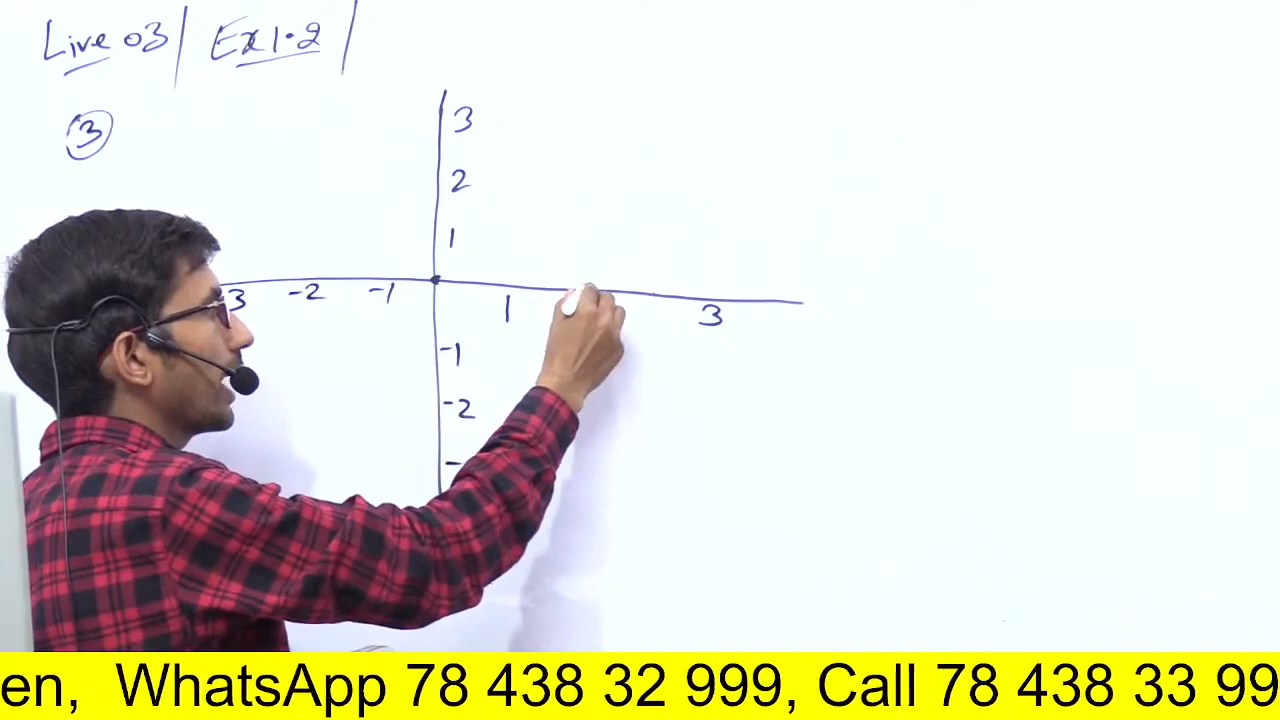 Live 03 | Ex 1.2 |
3
3
2
1
3 -2 -1 1 3
-1
-2
-
en, WhatsApp 78 438 32 999, Call 78 438 33 99